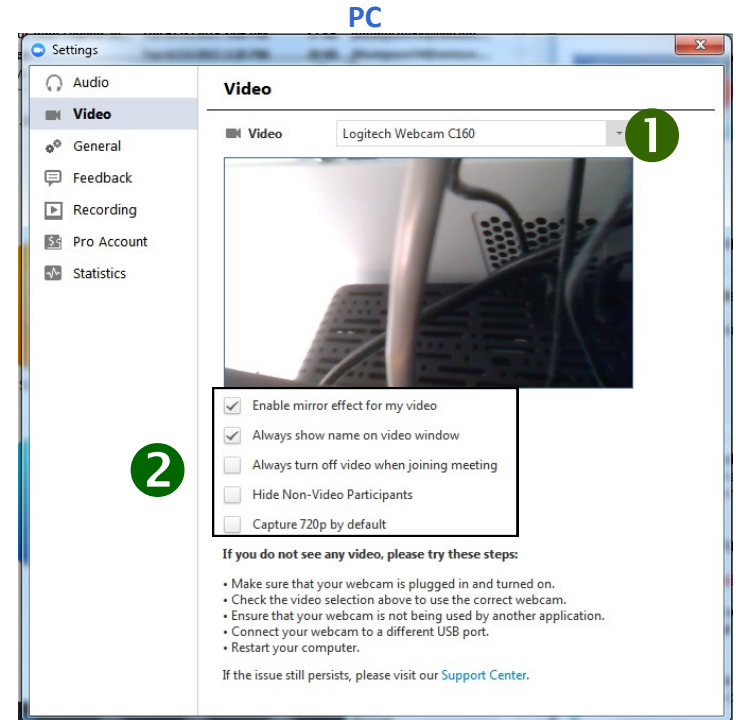 PC
Settings
X
Audio
Video
General
Feedback
Recording
Pro Account
Statistics
Video
Video Logitech Webcam C160
1
2
Enable mirror effect for my video
Always show name on video window
Always turn off video when joining meeting
Hide Non-Video Participants
Capture 720p by default
If you do not see any video, please try these steps:
• Make sure that your webcam is plugged in and turned on.
• Check the video selection above to use the correct webcam.
• Ensure that your webcam is not being used by another application.
• Connect your webcam to a different USB port.
• Restart your computer.
If the issue still persists, please visit our Support Center.